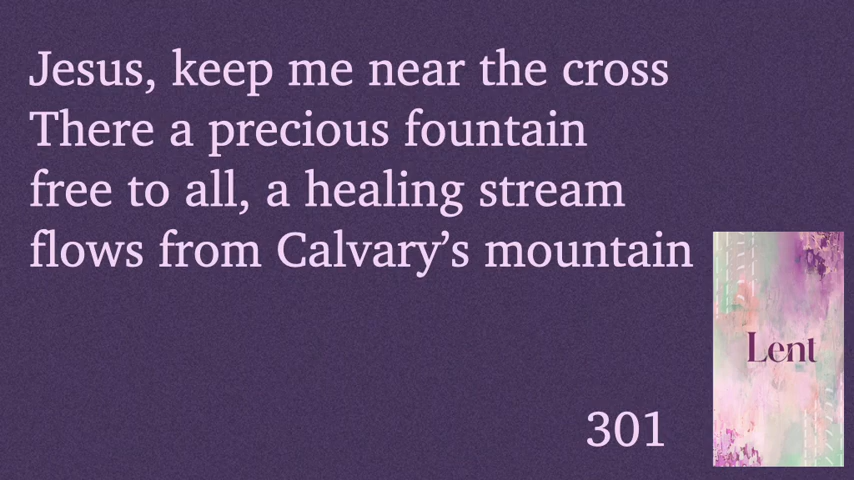 Jesus, keep me near the cross
There a precious fountain
free to all, a healing stream
flows from Calvary’s mountain
Lent
301